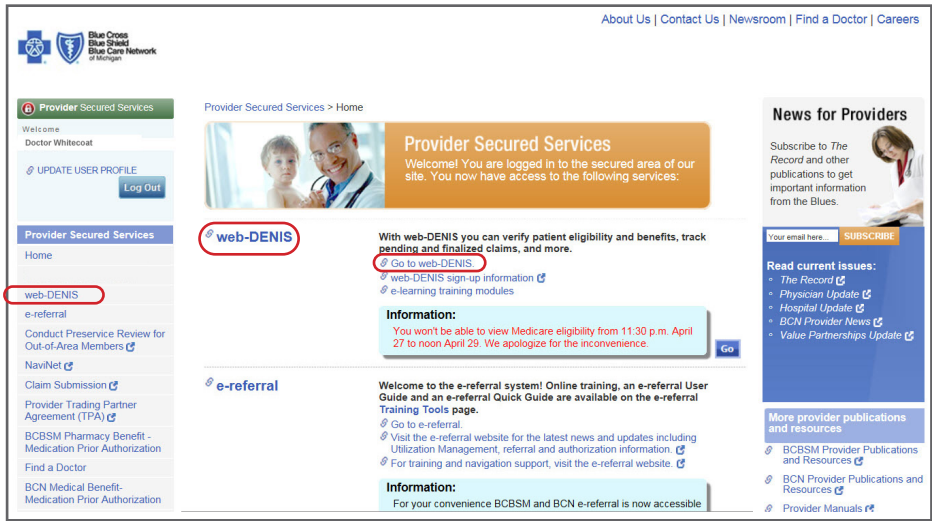 About Us | Contact Us | Newsroom | Find a Doctor | Careers
Blue Cross
Blue Shield
Blue Care Network
of Michigan
Provider Secured Services
Welcome
Doctor Whitecoat
UPDATE USER PROFILE
Log Out
Provider Secured Services
Home
web-DENIS
e-referral
Conduct Preservice Review for
Out-of-Area Members
NaviNet
Claim Submission
Provider Trading Partner
Agreement (TPA)
BCBSM Pharmacy Benefit -
Medication Prior Authorization
Find a Doctor
BCN Medical Benefit-
Medication Prior Authorization
Provider Secured Services > Home
Provider Secured Services
Welcome! You are logged in to the secured area of our
site. You now have access to the following services:
web-DENIS
With web-DENIS you can verify patient eligibility and benefits, track
pending and finalized claims, and more.
Go to web-DENIS.
web-DENIS sign-up information
e-learning training modules
Information:
You won't be able to view Medicare eligibility from 11:30 p.m. April
27 to noon April 29. We apologize for the inconvenience.
Go
e-referral
Welcome to the e-referral system! Online training, an e-referral User
Guide and an e-referral Quick Guide are available on the e-referral
Training Tools page.
Go to e-referral.
Visit the e-referral website for the latest news and updates including
Utilization Management, referral and authorization information.
For training and navigation support, visit the e-referral website.
Information:
For your convenience BCBSM and BCN e-referral is now accessible
News for Providers
Subscribe to The
Record and other
publications to get
important information
from the Blues.
Your email here...
SUBSCRIBE
Read current issues:
The Record
Physician Update
Hospital Update
BCN Provider News
Value Partnerships Update
More provider publications
and resources
BCBSM Provider Publications
and Resources
BCN Provider Publications and
Resources
Provider Manuals